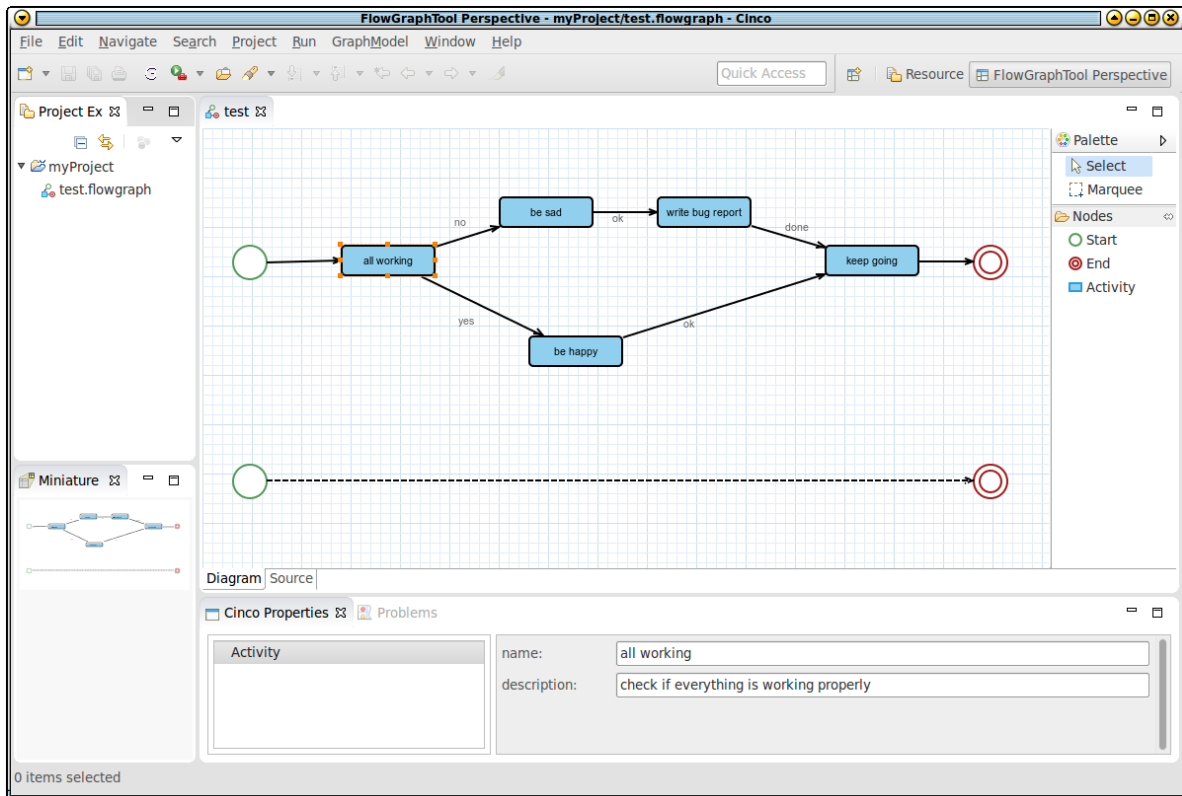 FlowGraphTool Perspective - myProject/test.flowgraph - Cinco
File Edit Navigate Search Project Run GraphModel Window Help
Quick Access Resource FlowGraphTool Perspective
Project Ex
myProject
test.flowgraph
test
be sad
ok
write bug report
no
done
all working
keep going
yes
ok
be happy
Palette
Select
Marquee
Nodes
Start
End
Activity
Miniature
Diagram Source
Cinco Properties Problems
Activity
name: all working
description: check if everything is working properly
0 items selected